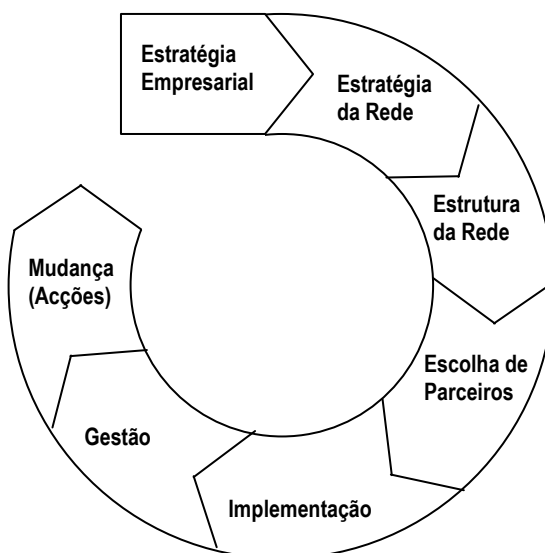 Estratégia
Empresarial
Estratégia
da Rede
Estrutura
da Rede
Escolha de
Parceiros
Implementação
Gestão
Mudança
(Acções)